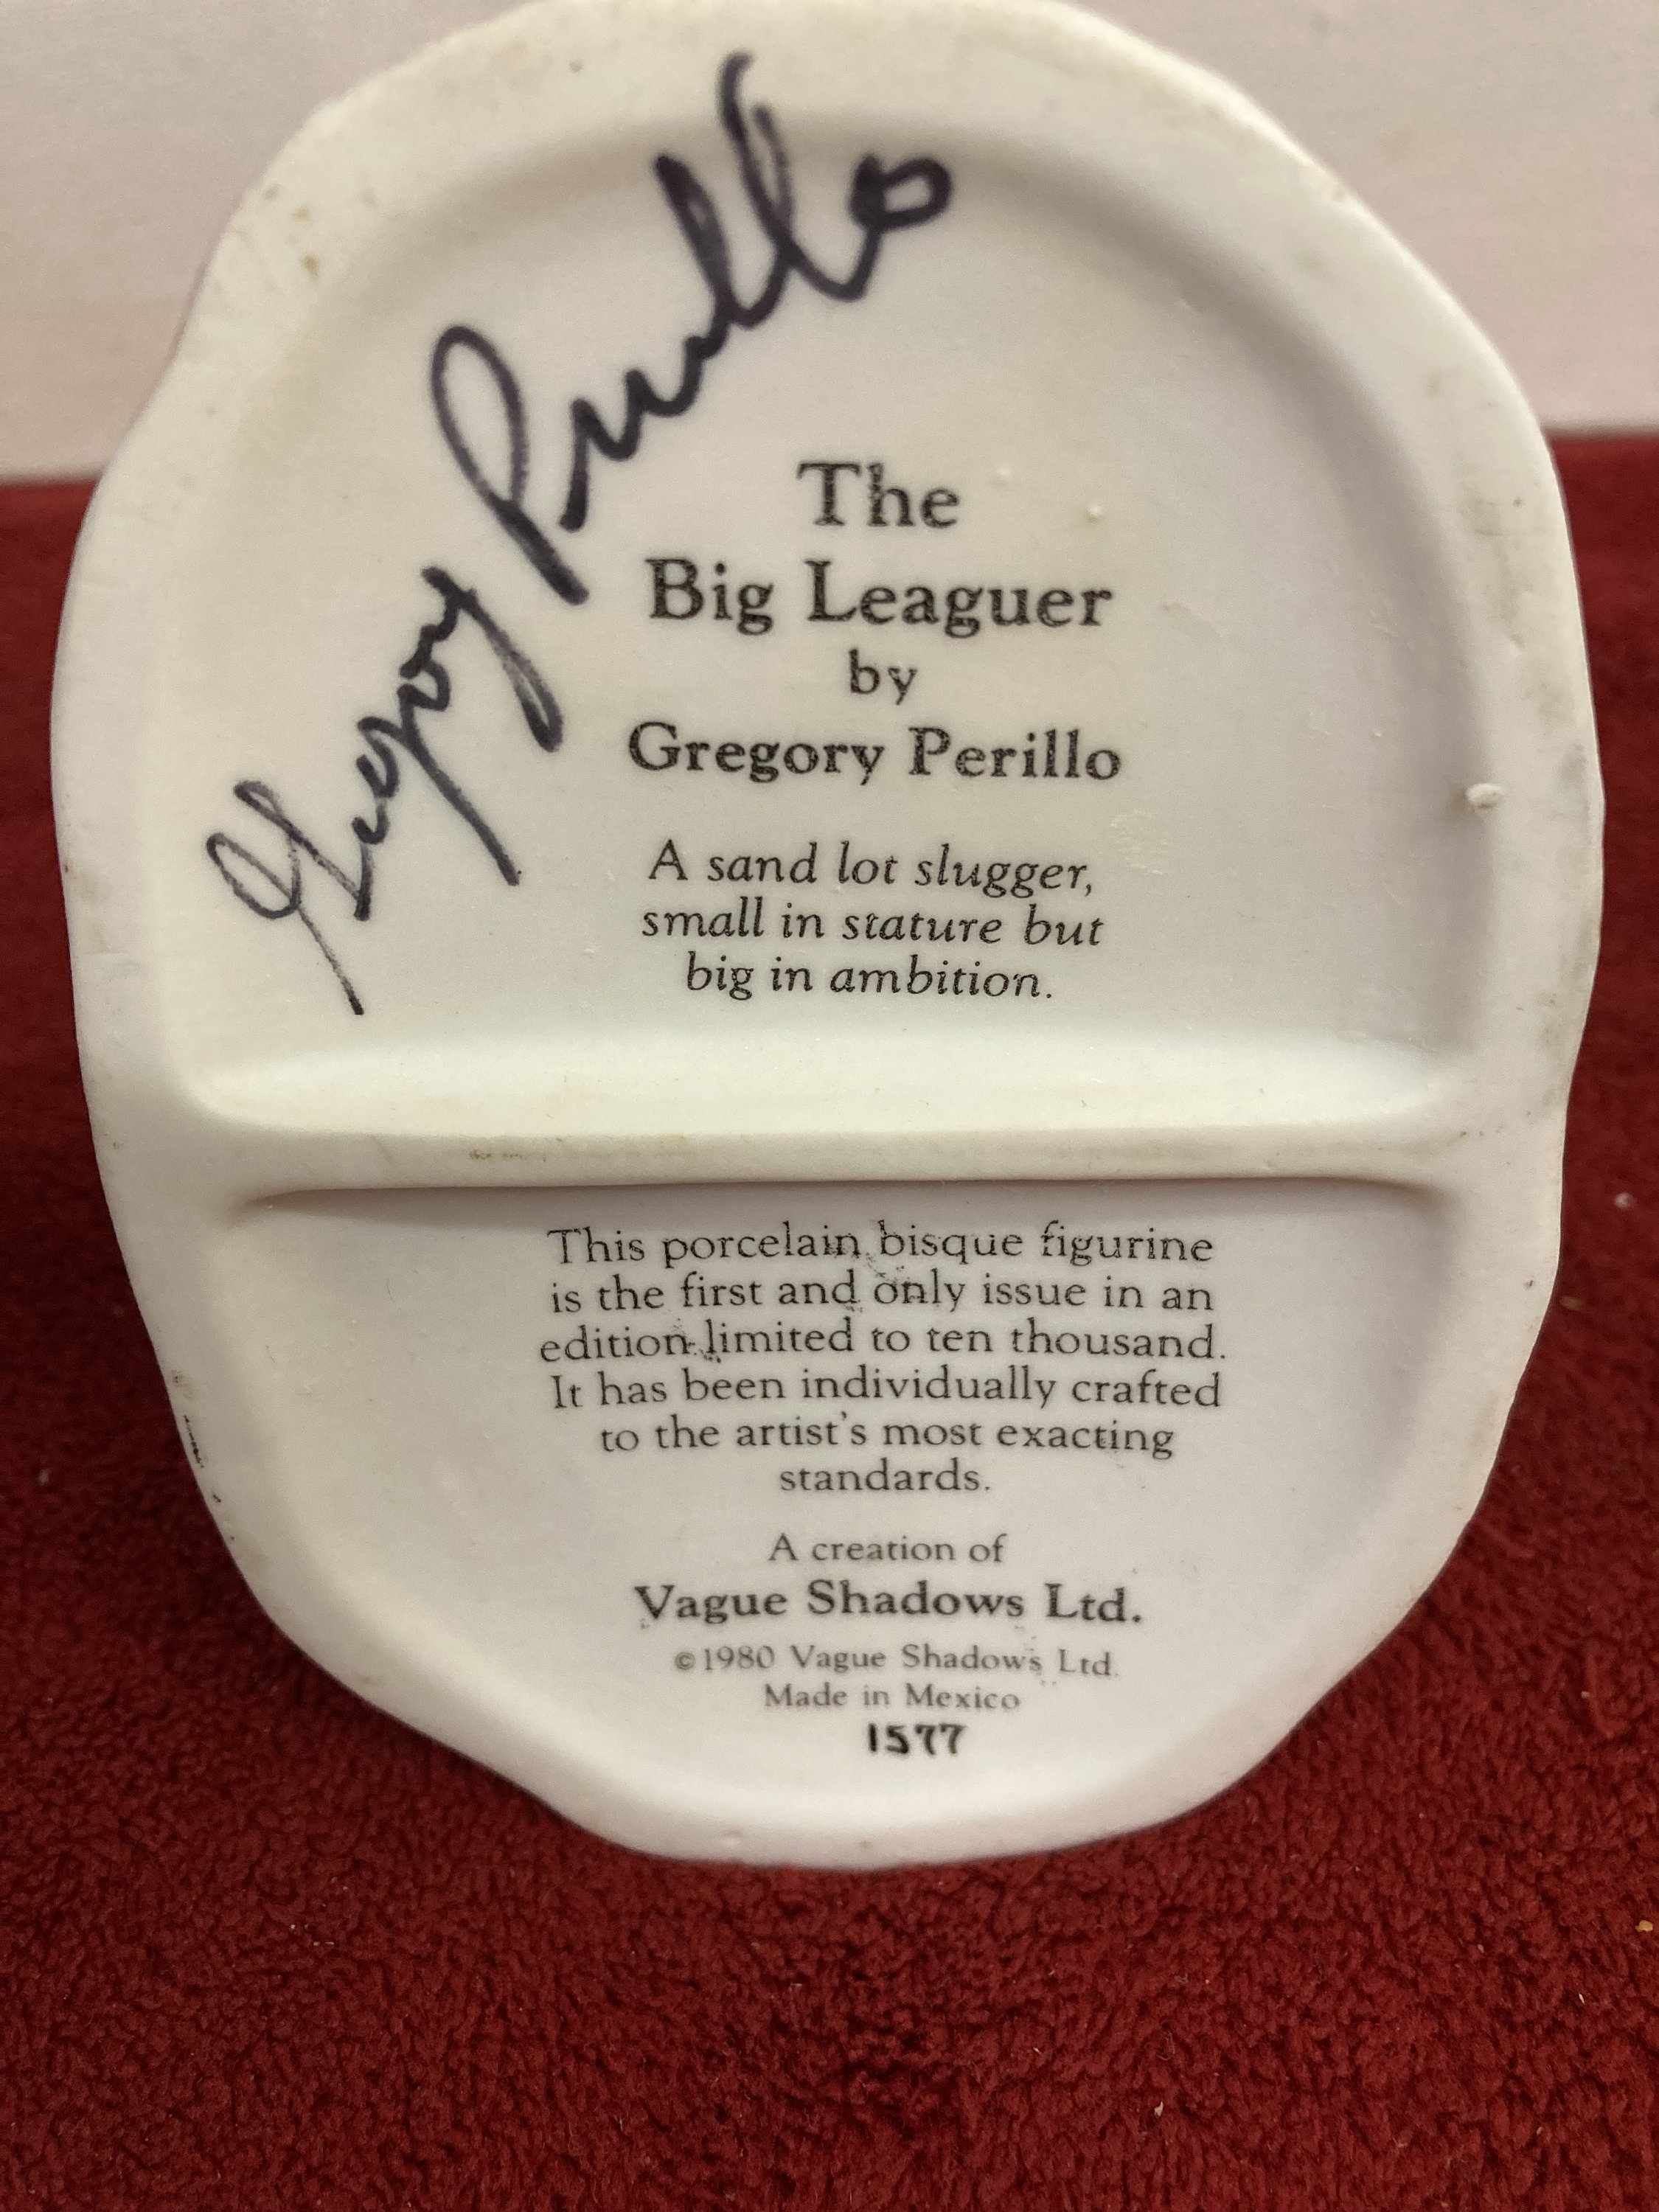 Gregory Perillo
The
Big Leaguer
by
Gregory Perillo
A sand lot slugger,
small in stature but
big in ambition.
This porcelain bisque figurine
is the first and only issue in an
edition limited to ten thousand.
It has been individually crafted
to the artist's most exacting
standards.
A creation of
Vague Shadows Ltd.
©1980 Vague Shadows Ltd.
Made in Mexico
1577